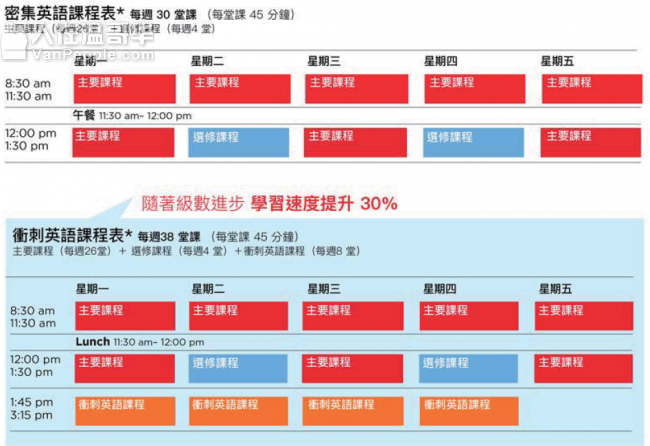 密集英語課程表* 每週 30 堂課 （每堂課 45 分鐘）
主要課程（每週26堂）＋選修課程（每週4 堂）
人在溫哥華
VanPeople.com
星期一 星期二 星期三 星期四 星期五
8:30 am 主要課程 主要課程 主要課程 主要課程 主要課程
11:30 am
午餐 11:30 am- 12:00 pm
12:00 pm 主要課程 選修課程 主要課程 選修課程 主要課程
1:30 pm
隨著級數進步 學習速度提升 30%
衝刺英語課程表* 每週38 堂課 （每堂課 45 分鐘）
主要課程（每週26堂）＋ 選修課程（每週4 堂）＋衝刺英語課程（每週8 堂）
星期一 星期二 星期三 星期四 星期五
8:30 am 主要課程 主要課程 主要課程 主要課程 主要課程
11:30 am
Lunch 11:30 am- 12:00 pm
12:00 pm 主要課程 選修課程 主要課程 選修課程 主要課程
1:30 pm
1:45 pm 衝刺英語課程 衝刺英語課程 衝刺英語課程 衝刺英語課程
3:15 pm